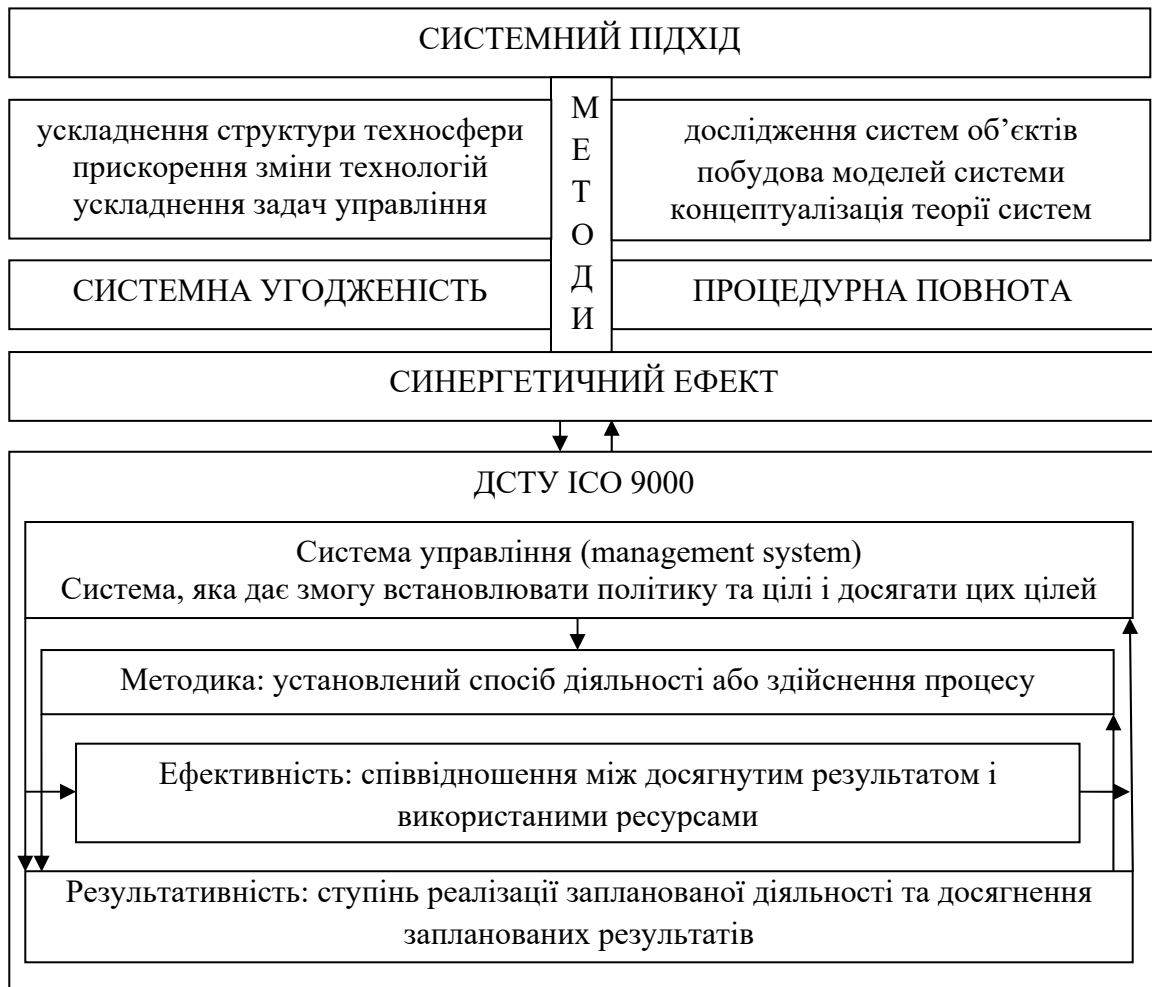 СИСТЕМНИЙ ПІДХІД
МЕТОДИ
ускладнення структури техносфери
прискорення зміни технологій
ускладнення задач управління
дослідження систем об’єктів
побудова моделей системи
концептуалізація теорії систем
СИСТЕМНА УГОДЖЕНІСТЬ
ПРОЦЕДУРНА ПОВНОТА
СИНЕРГЕТИЧНИЙ ЕФЕКТ
ДСТУ ІСО 9000
Система управління (management system)
Система, яка дає змогу встановлювати політику та цілі і досягати цих цілей
Методика: установлений спосіб діяльності або здійснення процесу
Ефективність: співвідношення між досягнутим результатом і
використаними ресурсами
Результативність: ступінь реалізації запланованої діяльності та досягнення
запланованих результатів